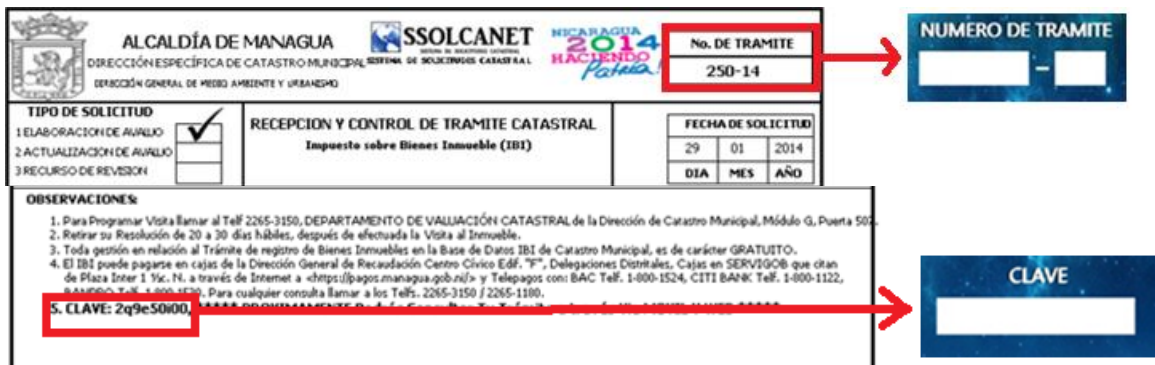 ALCALDÍA DE MANAGUA
DIRECCIÓN ESPECÍFICA DE CATASTRO MUNICIPAL
DIRECCIÓN GENERAL DE MEDIO AMBIENTE Y URBANISMO
SSOLCANET
SISTEMA DE SOLICITUDES CATASTRAL
NICARAGUA
2014
HACIENDO
Patria!
No. DE TRAMITE
250-14
NUMERO DE TRAMITE
–
TIPO DE SOLICITUD
1 ELABORACION DE AVALUO
2 ACTUALIZACION DE AVALUO
3 RECURSO DE REVISION
RECEPCION Y CONTROL DE TRAMITE CATASTRAL
Impuesto sobre Bienes Inmueble (IBI)
FECHA DE SOLICITUD
29 01 2014
DIA MES AÑO
OBSERVACIONES:
1. Para Programar Visita llamar al Telf 2265-3150, DEPARTAMENTO DE VALUACIÓN CATASTRAL de la Dirección de Catastro Municipal, Módulo G, Puerta 502.
2. Retirar su Resolución de 20 a 30 días hábiles, después de efectuada la Visita al Inmueble.
3. Toda gestión en relación al Trámite de registro de Bienes Inmuebles en la Base de Datos IBI de Catastro Municipal, es de carácter GRATUITO.
4. El IBI puede pagarse en cajas de la Dirección General de Recaudación Centro Cívico Edif. "F", Delegaciones Distritales, Cajas en SERVIGOB que citan
de Plaza Inter 1 ½c. N. a través de Internet a <https://pagos.managua.gob.ni/> y Telepagos con: BAC Telf. 1-800-1524, CITI BANK Telf. 1-800-1122,
Para cualquier consulta llamar a los Telfs. 2265-3150 / 2265-1180.
5. CLAVE: 2q9e50i00,
CLAVE